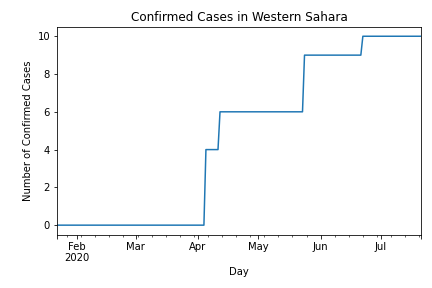 Confirmed Cases in Western Sahara
Number of Confirmed Cases
10
8
6
4
2
0
Feb Mar Apr May Jun Jul
2020
Day